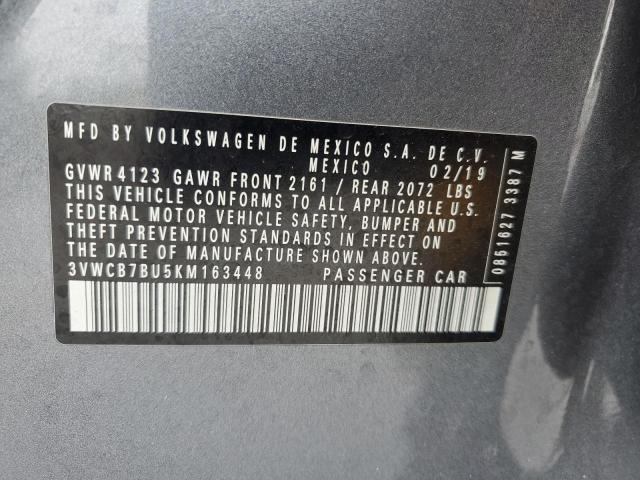 MFD BY VOLKSWAGEN DE MEXICO S.A. DE C.V.
MEXICO 02/19
GVWR 4123 GAWR FRONT 2161 / REAR 2072 LBS
THIS VEHICLE CONFORMS TO ALL APPLICABLE U.S.
FEDERAL MOTOR VEHICLE SAFETY, BUMPER AND
THEFT PREVENTION STANDARDS IN EFFECT ON
THE DATE OF MANUFACTURE SHOWN ABOVE.
3VWCB7BU5KM163448 PASSENGER CAR
0861627 3387 M